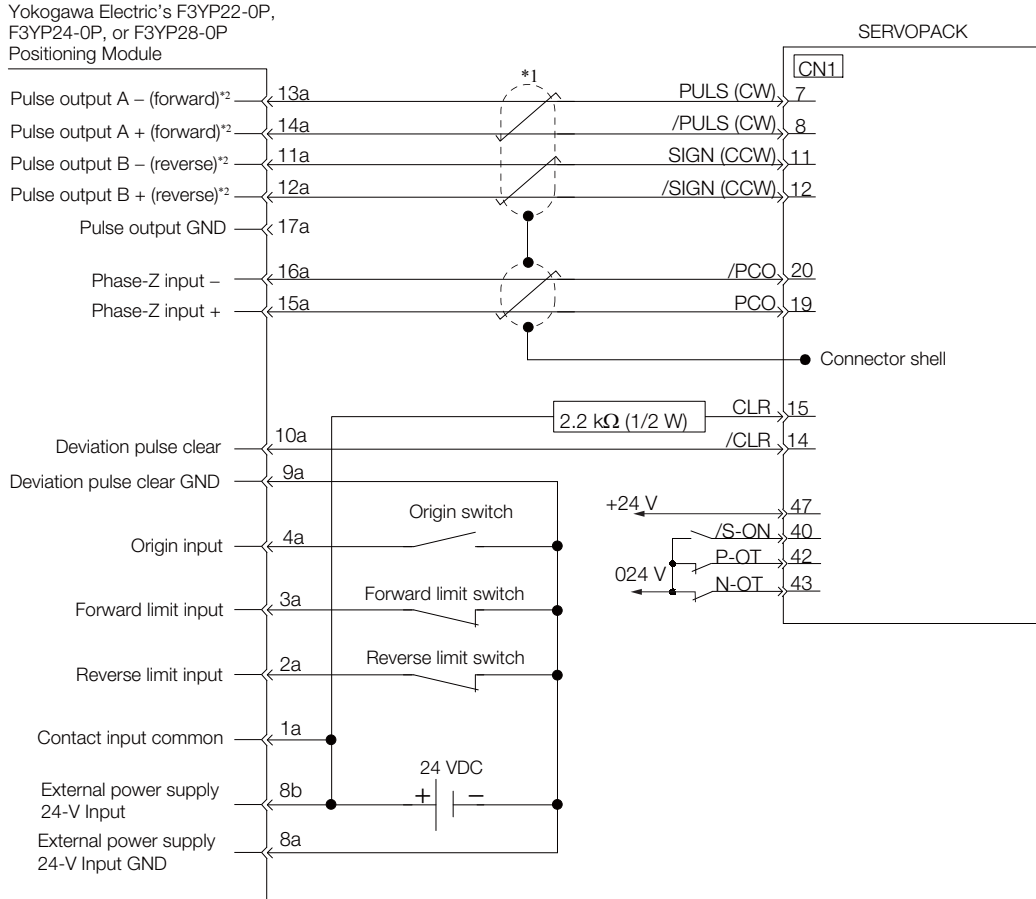 Yokogawa Electric's F3YP22-0P,
F3YP24-0P, or F3YP28-0P
Positioning Module
SERVOPACK
CN1
*1
Pulse output A – (forward)*2 13a PULS (CW) 7
Pulse output A + (forward)*2 14a /PULS (CW) 8
Pulse output B – (reverse)*2 11a SIGN (CCW) 11
Pulse output B + (reverse)*2 12a /SIGN (CCW) 12
Pulse output GND 17a
Phase-Z input – 16a /PCO 20
Phase-Z input + 15a PCO 19
Connector shell
2.2 kΩ (1/2 W) CLR 15
Deviation pulse clear 10a /CLR 14
Deviation pulse clear GND 9a
+24 V 47
Origin switch
/S-ON 40
Origin input 4a
P-OT 42
024 V
N-OT 43
Forward limit switch
Forward limit input 3a
Reverse limit switch
Reverse limit input 2a
Contact input common 1a
24 VDC
External power supply
24-V Input
8b + –
External power supply
24-V Input GND
8a